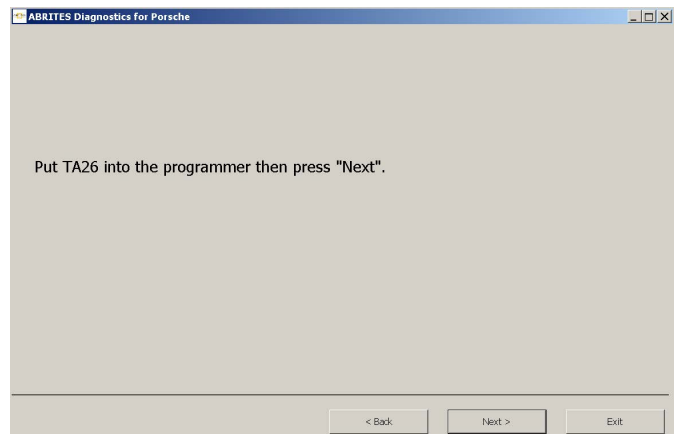 ABRITES Diagnostics for Porsche
Put TA26 into the programmer then press "Next".
< Back
Next >
Exit